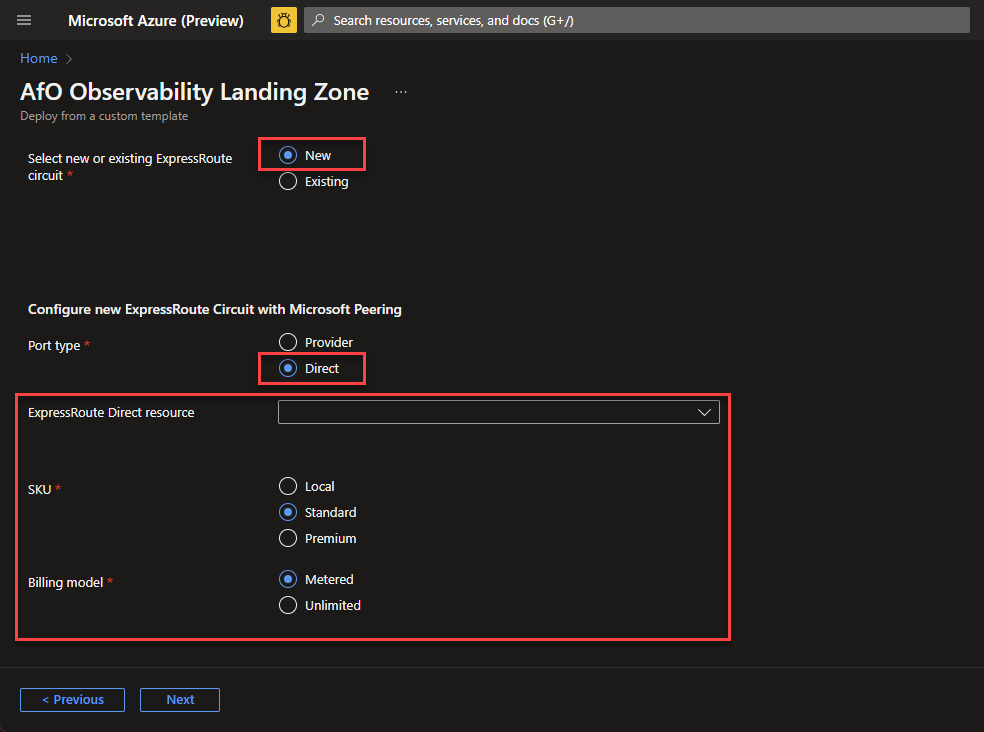 Microsoft Azure (Preview)
Search resources, services, and docs (G+/)
Home >
AfO Observability Landing Zone ...
Deploy from a custom template
Select new or existing ExpressRoute
circuit *
New
Existing
Configure new ExpressRoute Circuit with Microsoft Peering
Port type *
Provider
Direct
ExpressRoute Direct resource
SKU *
Local
Standard
Premium
Billing model *
Metered
Unlimited
< Previous
Next